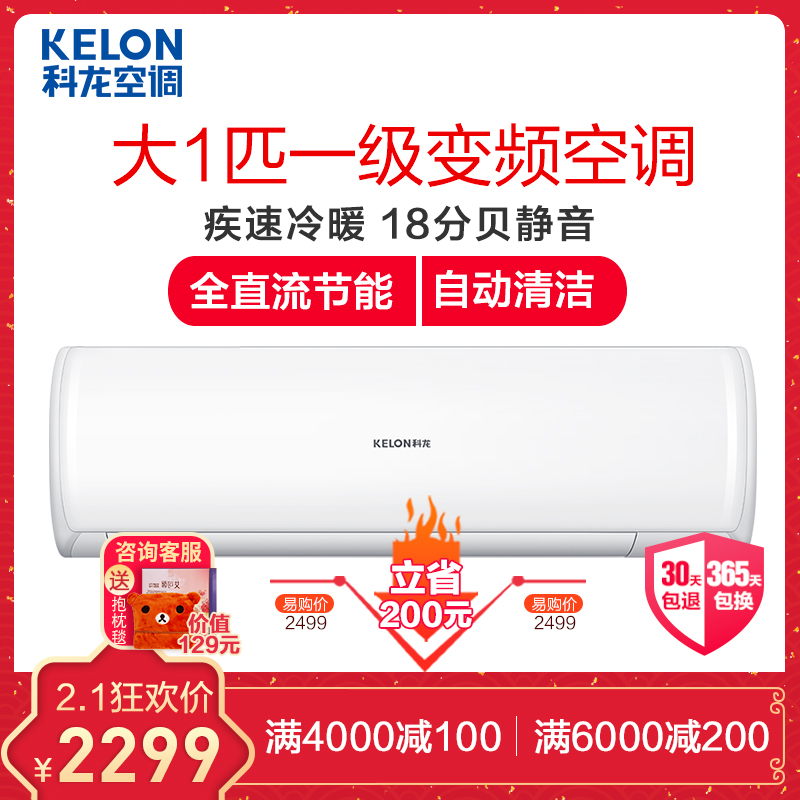 KELON
科龙空调
大1匹一级变频空调
疾速冷暖 18分贝静音
全直流节能 自动清洁
KELON科龙
咨询客服
送
抱枕毯
价值
129元
易购价
2499
立省
200元
易购价
2499
30天
包退
365天
包换
2.1狂欢价
¥2299
满4000减100 满6000减200